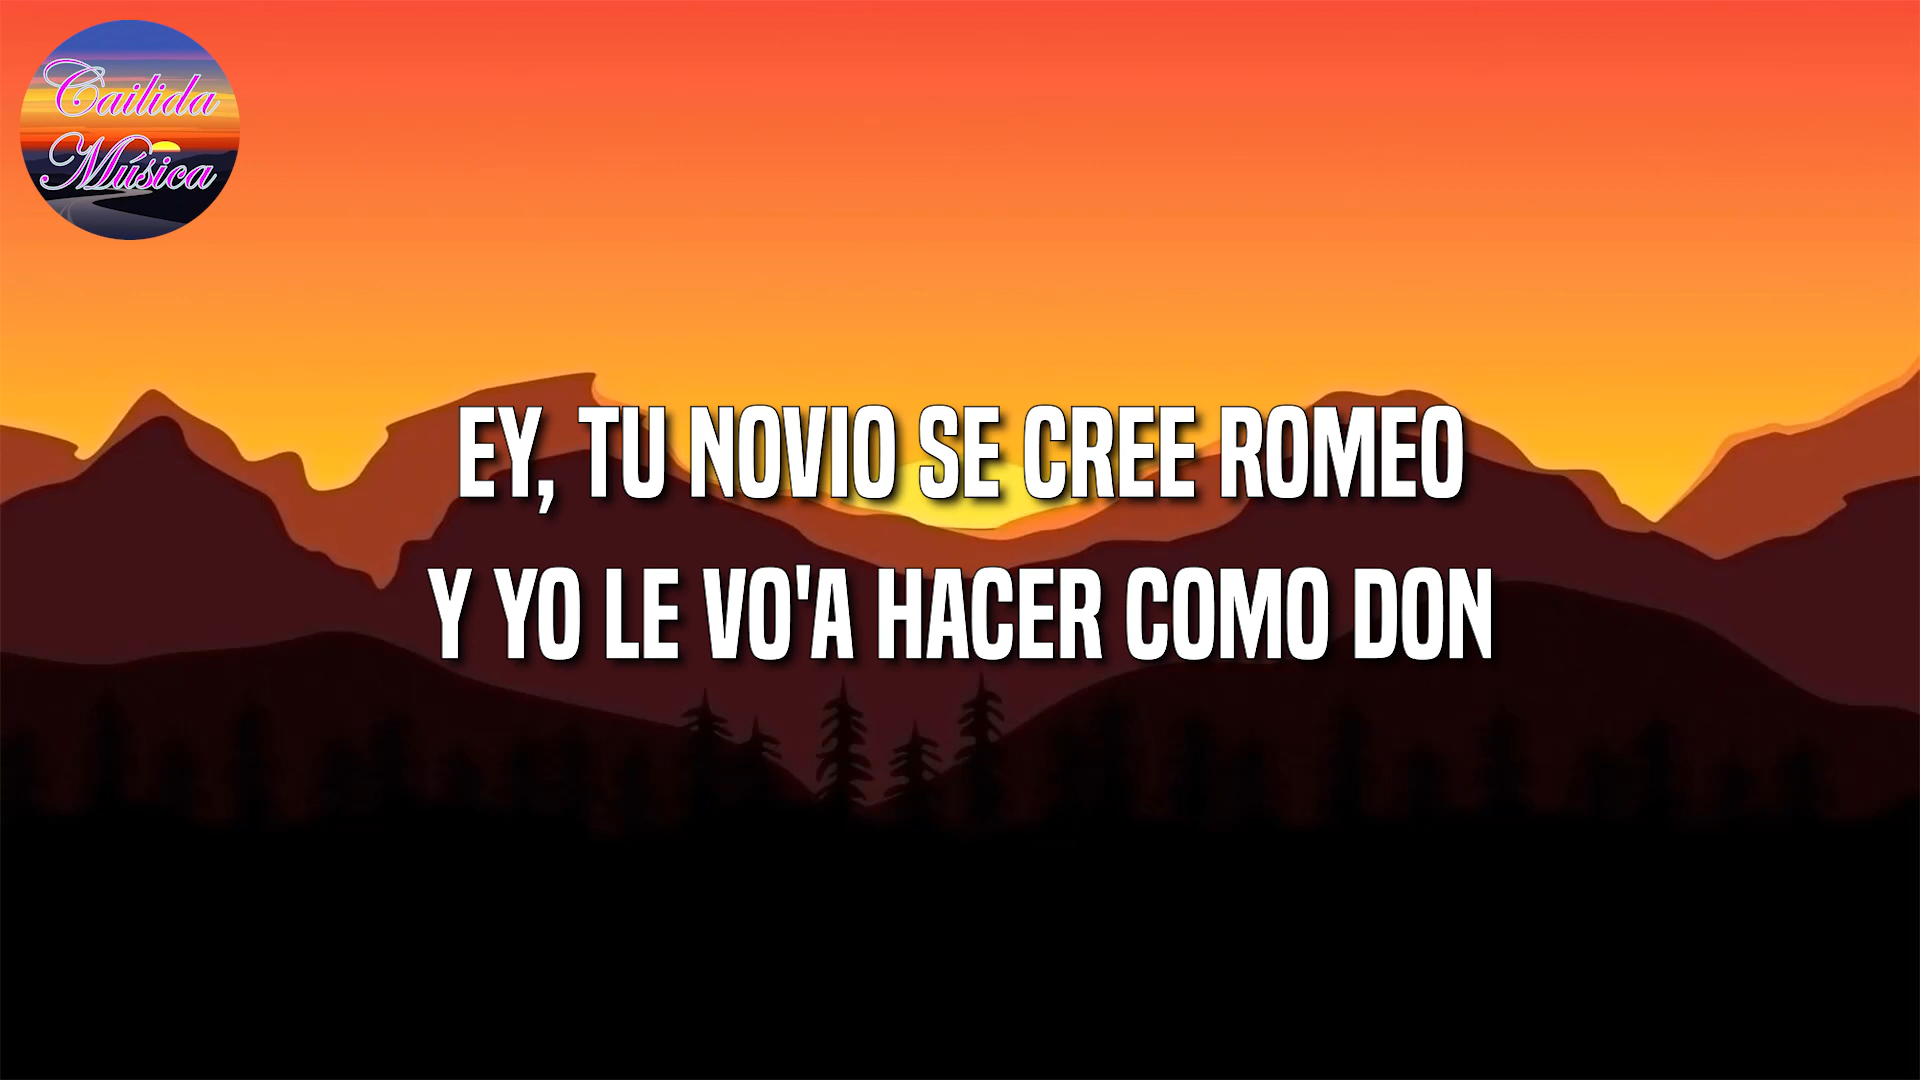 Cailida
Música
EY, TU NOVIO SE CREE ROMEO
Y YO LE VO'A HACER COMO DON